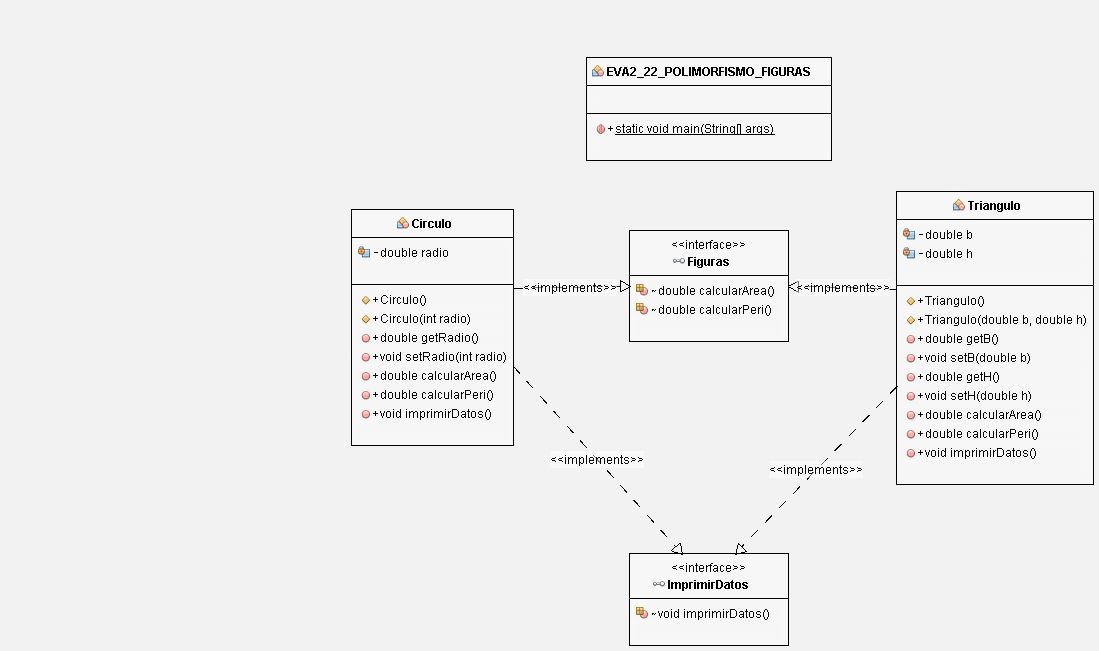 EVA2_22_POLIMORFISMO_FIGURAS
+static void main(String[] args)
Circulo
-double radio
+Circulo()
+Circulo(int radio)
+double getRadio()
+void setRadio(int radio)
+double calcularArea()
+double calcularPeri()
+void imprimirDatos()
<<implements>>
<<interface>>
Figuras
~double calcularArea()
~double calcularPeri()
<<implements>>
Triangulo
-double b
-double h
+Triangulo()
+Triangulo(double b, double h)
+double getB()
+void setB(double b)
+double getH()
+void setH(double h)
+double calcularArea()
+double calcularPeri()
+void imprimirDatos()
<<implements>>
<<implements>>
<<interface>>
ImprimirDatos
~void imprimirDatos()